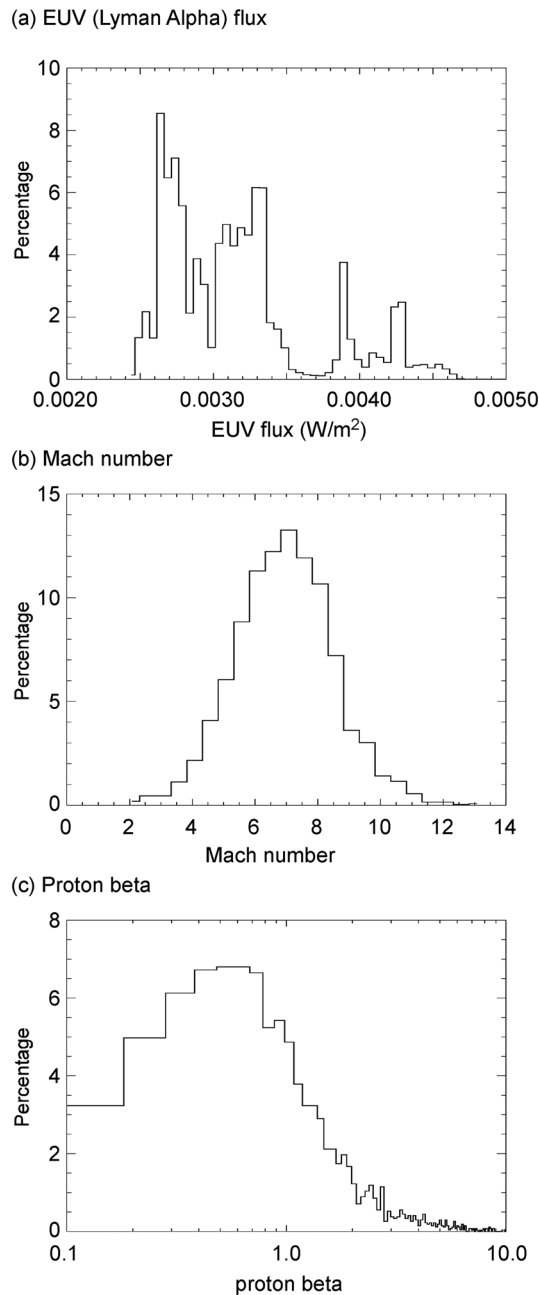 (a) EUV (Lyman Alpha) flux
10
8
6
4
2
0
Percentage
0.0020 0.0030 0.0040 0.0050
EUV flux (W/m²)
(b) Mach number
15
10
5
0
Percentage
0 2 4 6 8 10 12 14
Mach number
(c) Proton beta
8
6
4
2
0
Percentage
0.1 1.0 10.0
proton beta